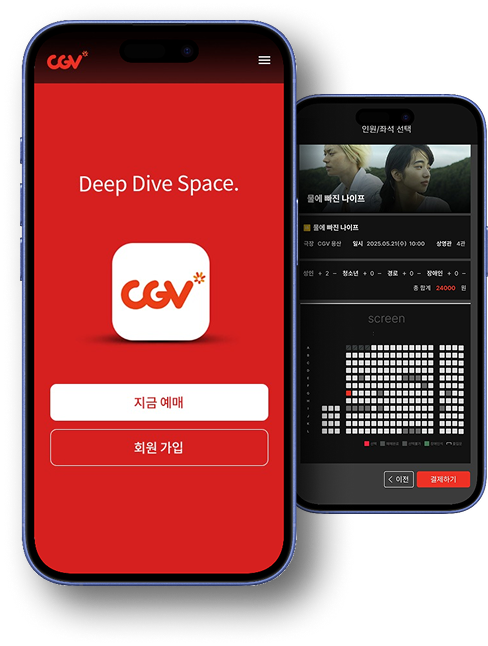 CGV
Deep Dive Space.
CGV
지금 예매
회원 가입
인원/좌석 선택
물에 빠진 나이프
물에 빠진 나이프
극장 CGV 용산 일시 2025.05.21(수) 10:00 상영관 4관
성인 + 2 − 청소년 + 0 − 경로 + 0 − 장애인 + 0 −
총 합계 24000 원
screen
선택
< 이전 결제하기